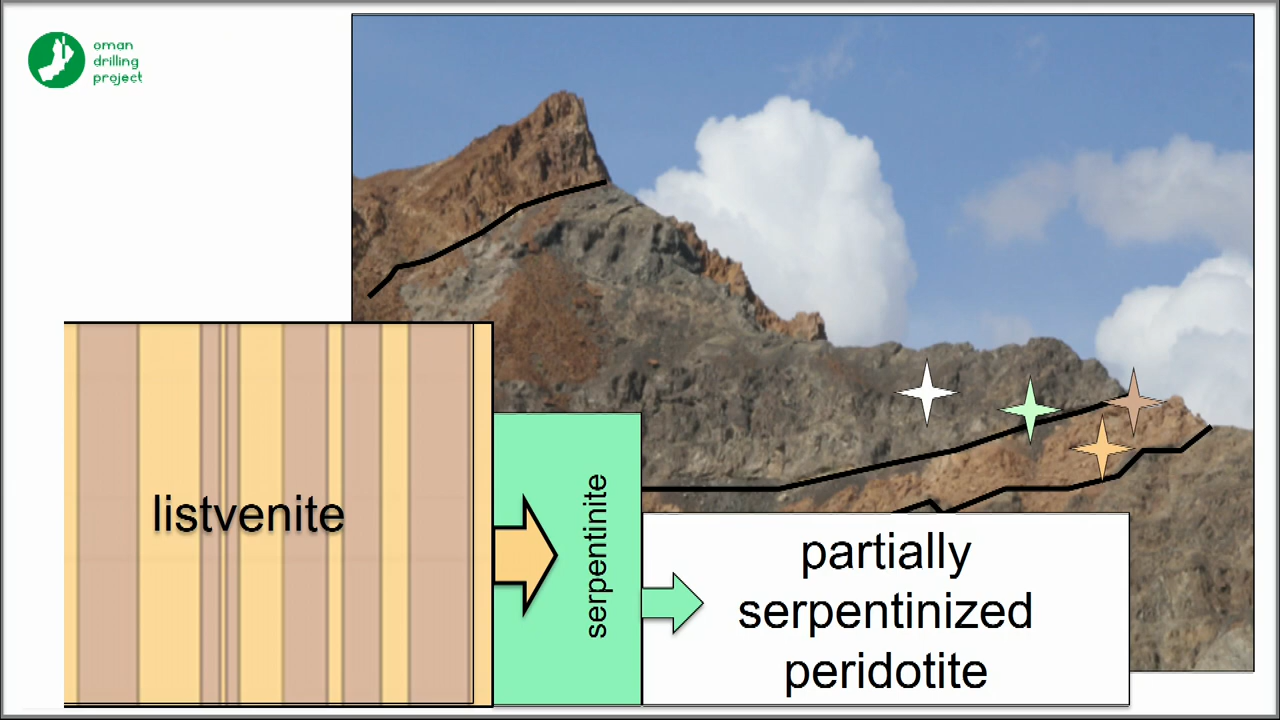 oman
drilling
project
listvenite
serpentinite
partially
serpentinized
peridotite